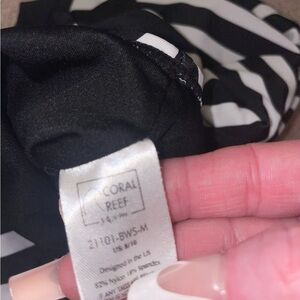 CORAL
REEF
21101-BWS-M
Designed in the US
82% Nylon 18% Spandex